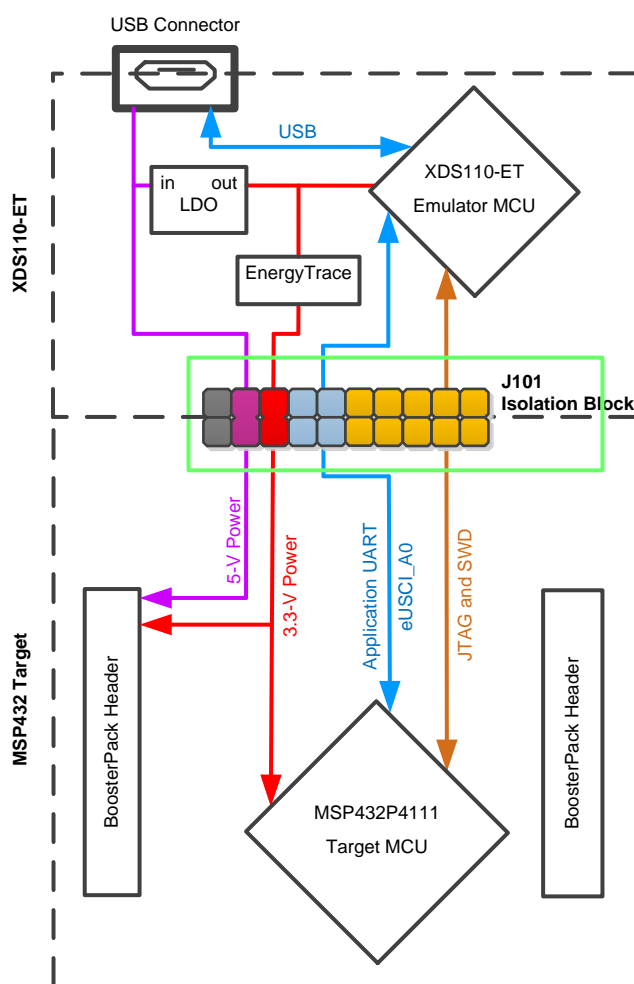 USB Connector
USB
XDS110-ET
Emulator MCU
in out
LDO
EnergyTrace
XDS110-ET
J101
Isolation Block
5-V Power
3.3-V Power
Application UART
eUSCI_A0
JTAG and SWD
MSP432 Target
BoosterPack Header
MSP432P4111
Target MCU
BoosterPack Header